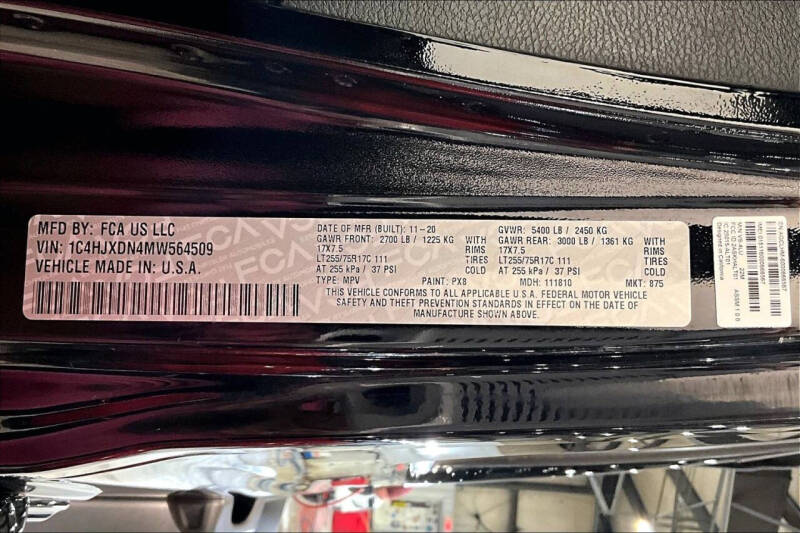 MFD BY: FCA US LLC
VIN: 1C4HJXDN4MW564509
VEHICLE MADE IN U.S.A.
DATE OF MFR (BUILT): 11-20
GAWR FRONT: 2700 LB / 1225 KG
17X7.5 RIMS
LT255/75R17C 111 TIRES
AT 255 kPa / 37 PSI COLD
TYPE: MPV PAINT: PX8
GVWR: 5400 LB / 2450 KG
GAWR REAR: 3000 LB / 1361 KG
17X7.5 RIMS
LT255/75R17C 111 TIRES
AT 255 kPa / 37 PSI COLD
MDH: 111810 MKT: 875
THIS VEHICLE CONFORMS TO ALL APPLICABLE U.S.A. FEDERAL MOTOR VEHICLE
SAFETY AND THEFT PREVENTION STANDARDS IN EFFECT ON THE DATE OF
MANUFACTURE SHOWN ABOVE.